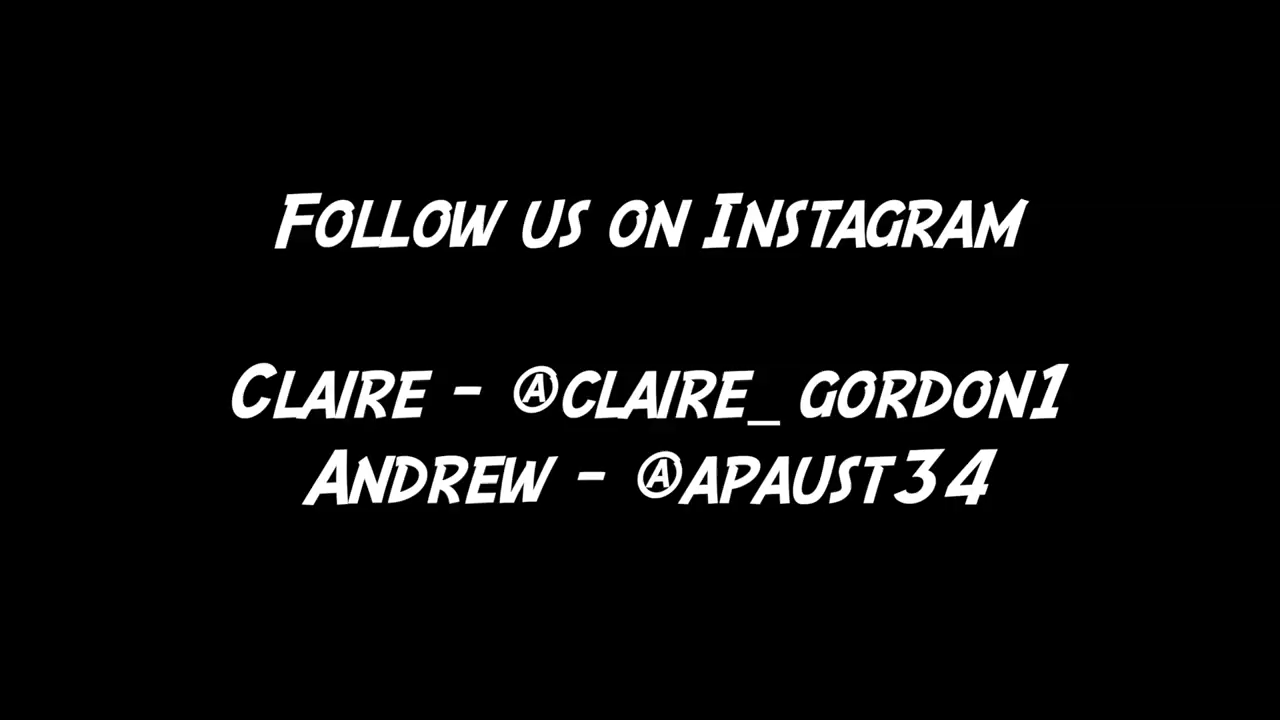 Follow us on Instagram
Claire - @claire_gordon1
Andrew - @apaust34